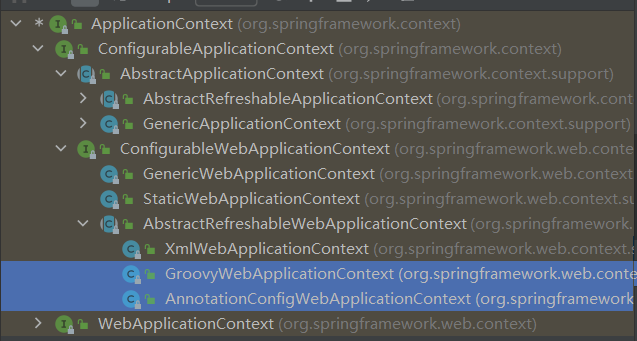 ApplicationContext (org.springframework.context)
ConfigurableApplicationContext (org.springframework.context)
AbstractApplicationContext (org.springframework.context.support)
AbstractRefreshableApplicationContext (org.springframework.cont
GenericApplicationContext (org.springframework.context.support)
ConfigurableWebApplicationContext (org.springframework.web.conte
GenericWebApplicationContext (org.springframework.web.context.
StaticWebApplicationContext (org.springframework.web.context.su
AbstractRefreshableWebApplicationContext (org.springframework.
XmlWebApplicationContext (org.springframework.web.context.s
GroovyWebApplicationContext (org.springframework.web.conte
AnnotationConfigWebApplicationContext (org.springframework
WebApplicationContext (org.springframework.web.context)